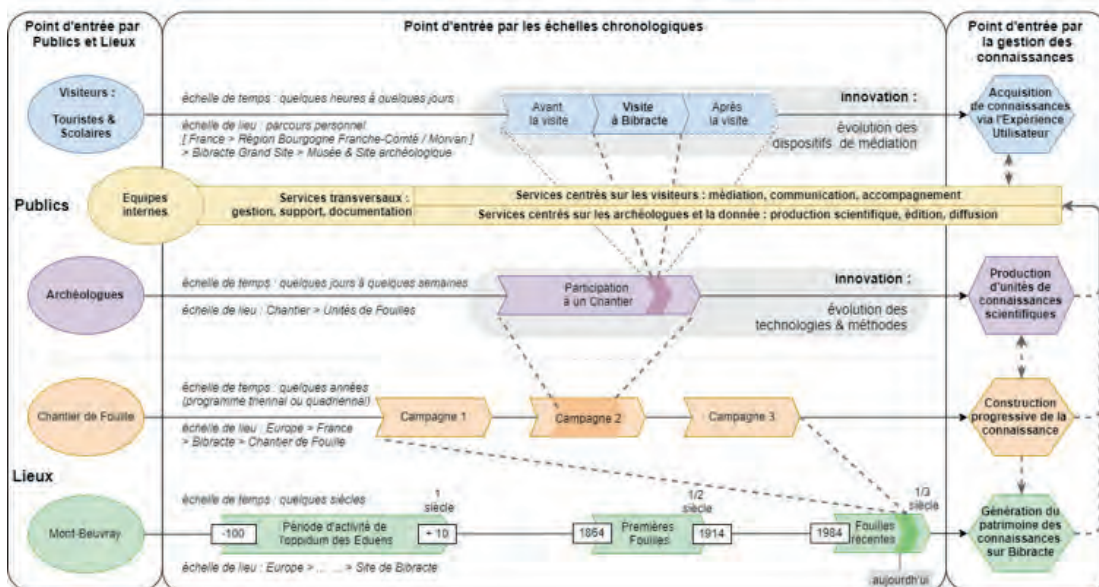 Point d'entrée par
Publics et Lieux
Point d'entrée par les échelles chronologiques
Point d'entrée par
la gestion des
connaissances
Visiteurs :
Touristes &
Scolaires
échelle de temps : quelques heures à quelques jours
échelle de lieu : parcours personnel
[ France > Région Bourgogne Franche-Comté / Morvan ]
> Bibracte Grand Site > Musée & Site archéologique
Avant
la visite
Visite
à Bibracte
Après
la visite
innovation :
évolution des
dispositifs de médiation
Acquisition
de connaissances
via l'Expérience
Utilisateur
Publics
Equipes
internes
Services transversaux :
gestion, support, documentation
Services centrés sur les visiteurs : médiation, communication, accompagnement
Services centrés sur les archéologues et la donnée : production scientifique, édition, diffusion
Archéologues
échelle de temps : quelques jours à quelques semaines
échelle de lieu : Chantier > Unités de Fouilles
Participation
à un Chantier
innovation :
évolution des
technologies & méthodes
Production
d'unités de
connaissances
scientifiques
Chantier de Fouille
échelle de temps : quelques années
(programme triennal ou quadriennal)
échelle de lieu : Europe > France
> Bibracte > Chantier de Fouille
Campagne 1
Campagne 2
Campagne 3
Construction
progressive de la
connaissance
Lieux
Mont-Beuvray
échelle de temps : quelques siècles
échelle de lieu : Europe > ... ... > Site de Bibracte
-100
Période d'activité de
l'oppidum des Eduens
+ 10
1
siècle
1864
Premières
Fouilles
1914
1/2
siècle
1984
Fouilles
récentes
1/3
siècle
aujourd'hui
Génération du
patrimoine des
connaissances
sur Bibracte